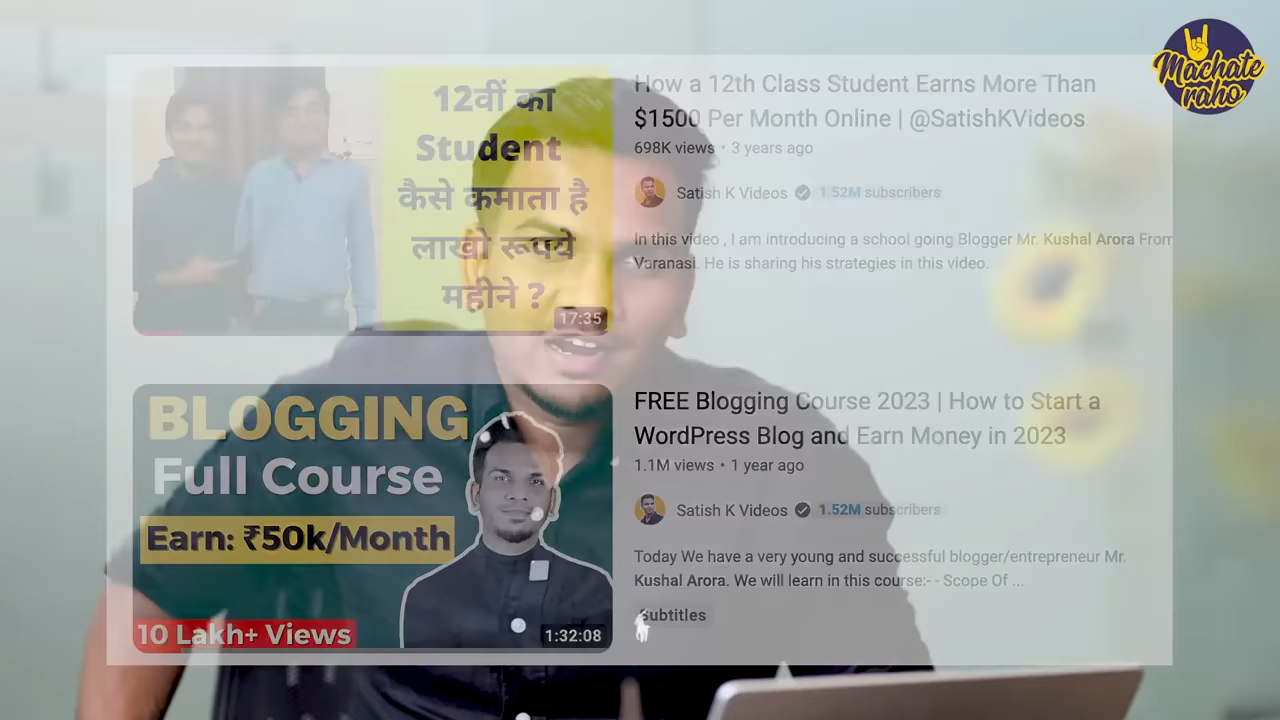 Machate
raho
12वीं का
Student
कैसे कमाता है
लाखो रूपये
महीने ?
17:35
How a 12th Class Student Earns More Than
$1500 Per Month Online | @SatishKVideos
698K views • 3 years ago
Satish K Videos 1.52M subscribers
In this video , I am introducing a school going Blogger Mr. Kushal Arora From
Varanasi. He is sharing his strategies in this video.
BLOGGING
Full Course
Earn: ₹50k/Month
10 Lakh+ Views
1:32:08
FREE Blogging Course 2023 | How to Start a
WordPress Blog and Earn Money in 2023
1.1M views • 1 year ago
Satish K Videos 1.52M subscribers
Today We have a very young and successful blogger/entrepreneur Mr.
Kushal Arora. We will learn in this course:- - Scope Of ...
Subtitles